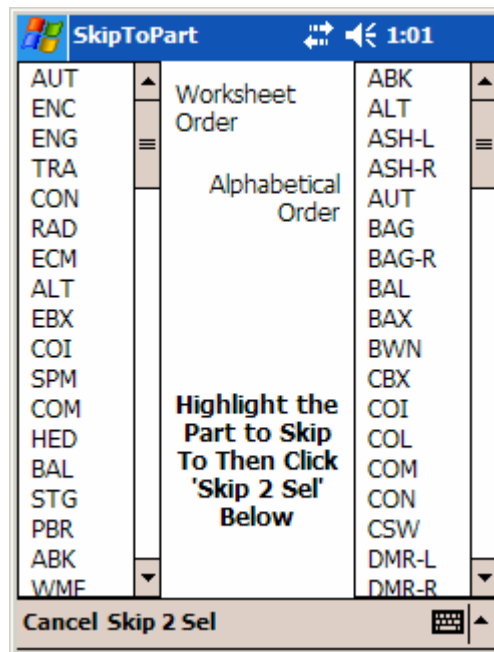 SkipToPart 1:01
AUT
ENC
ENG
TRA
CON
RAD
ECM
ALT
EBX
COI
SPM
COM
HED
BAL
STG
PBR
ABK
WMF
Worksheet
Order
Alphabetical
Order
Highlight the
Part to Skip
To Then Click
'Skip 2 Sel'
Below
ABK
ALT
ASH-L
ASH-R
AUT
BAG
BAG-R
BAL
BAX
BWN
CBX
COI
COL
COM
CON
CSW
DMR-L
DMR-R
Cancel Skip 2 Sel